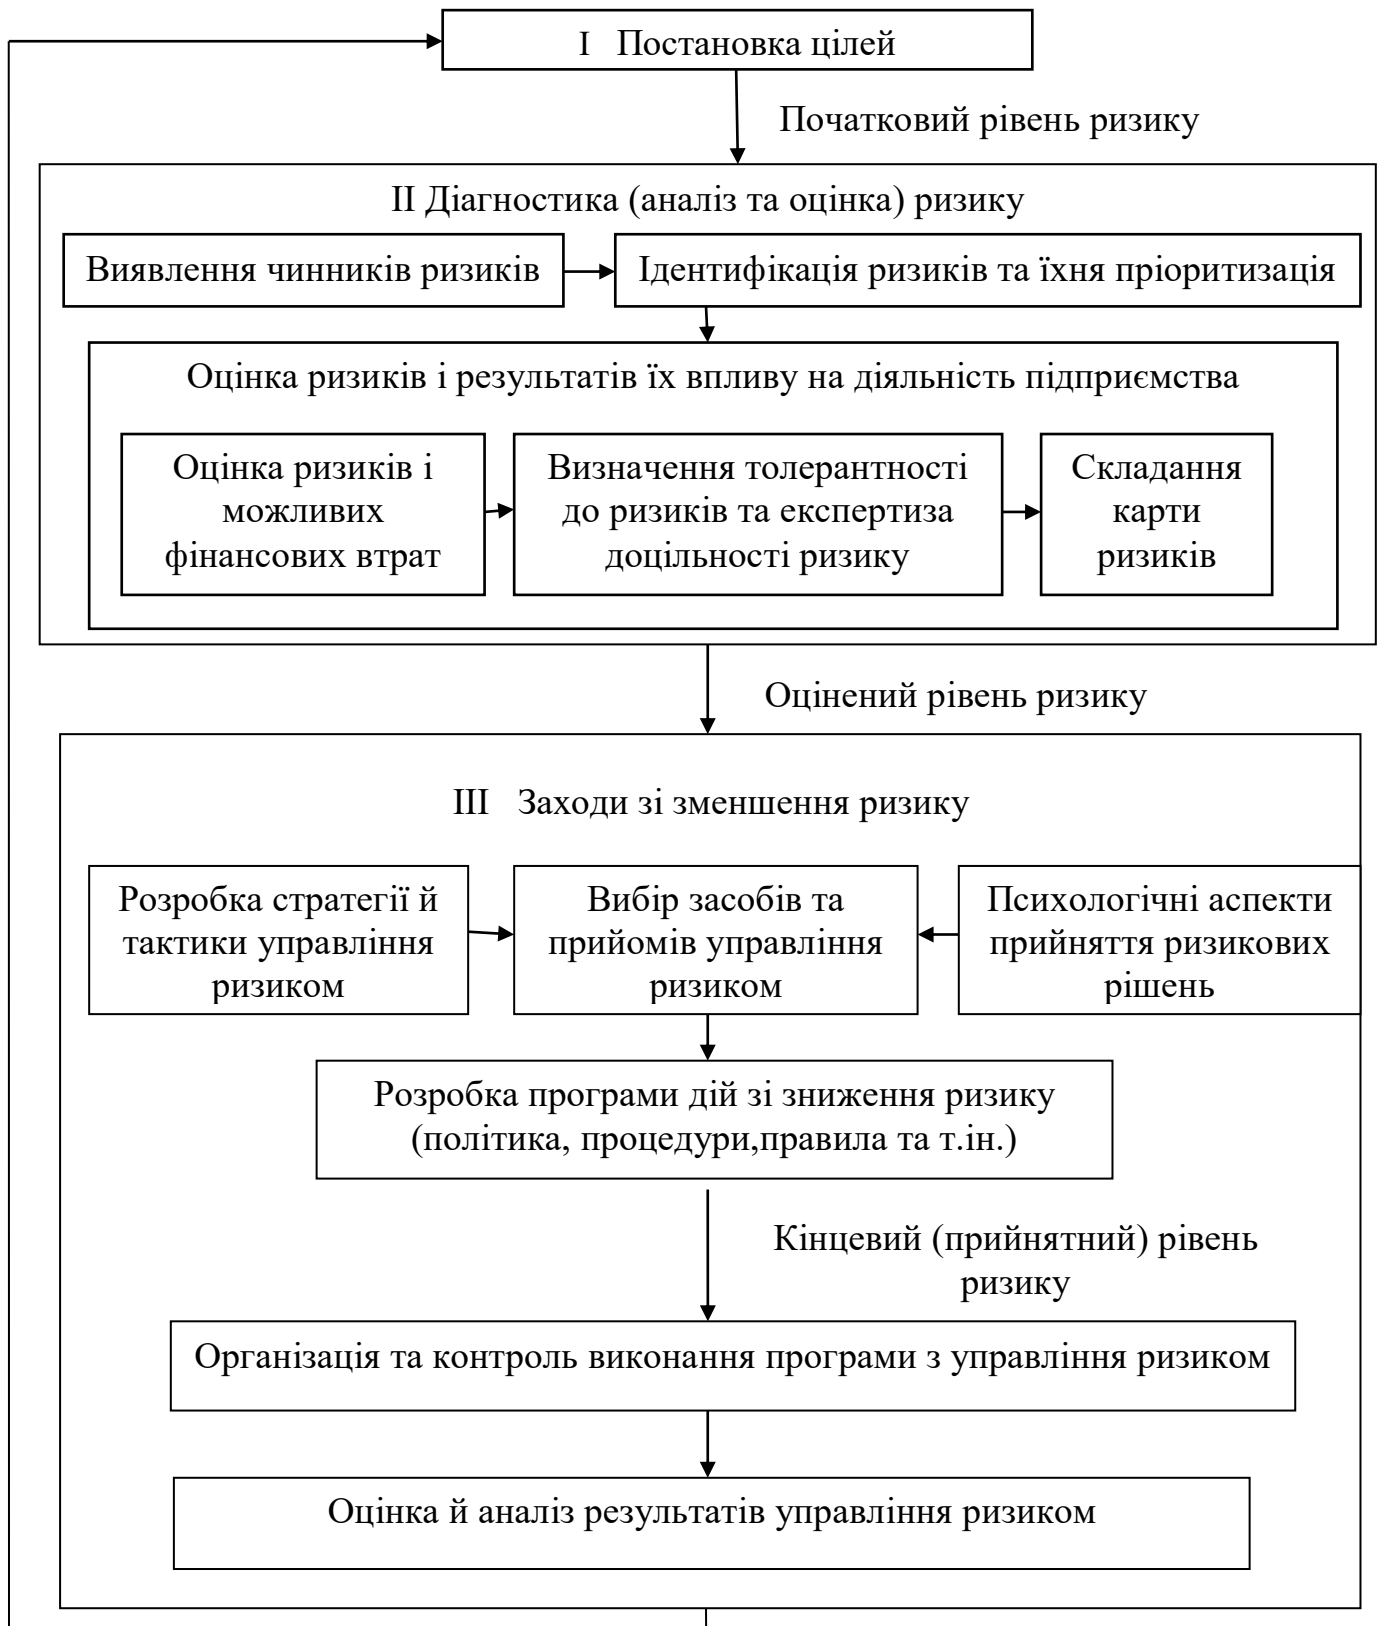 І Постановка цілей
Початковий рівень ризику
ІІ Діагностика (аналіз та оцінка) ризику
Виявлення чинників ризиків
Ідентифікація ризиків та їхня пріоритизація
Оцінка ризиків і результатів їх впливу на діяльність підприємства
Оцінка ризиків і
можливих
фінансових втрат
Визначення толерантності
до ризиків та експертиза
доцільності ризику
Складання
карти
ризиків
Оцінений рівень ризику
ІІІ Заходи зі зменшення ризику
Розробка стратегії й
тактики управління
ризиком
Вибір засобів та
прийомів управління
ризиком
Психологічні аспекти
прийняття ризикових
рішень
Розробка програми дій зі зниження ризику
(політика, процедури,правила та т.ін.)
Кінцевий (прийнятний) рівень
ризику
Організація та контроль виконання програми з управління ризиком
Оцінка й аналіз результатів управління ризиком